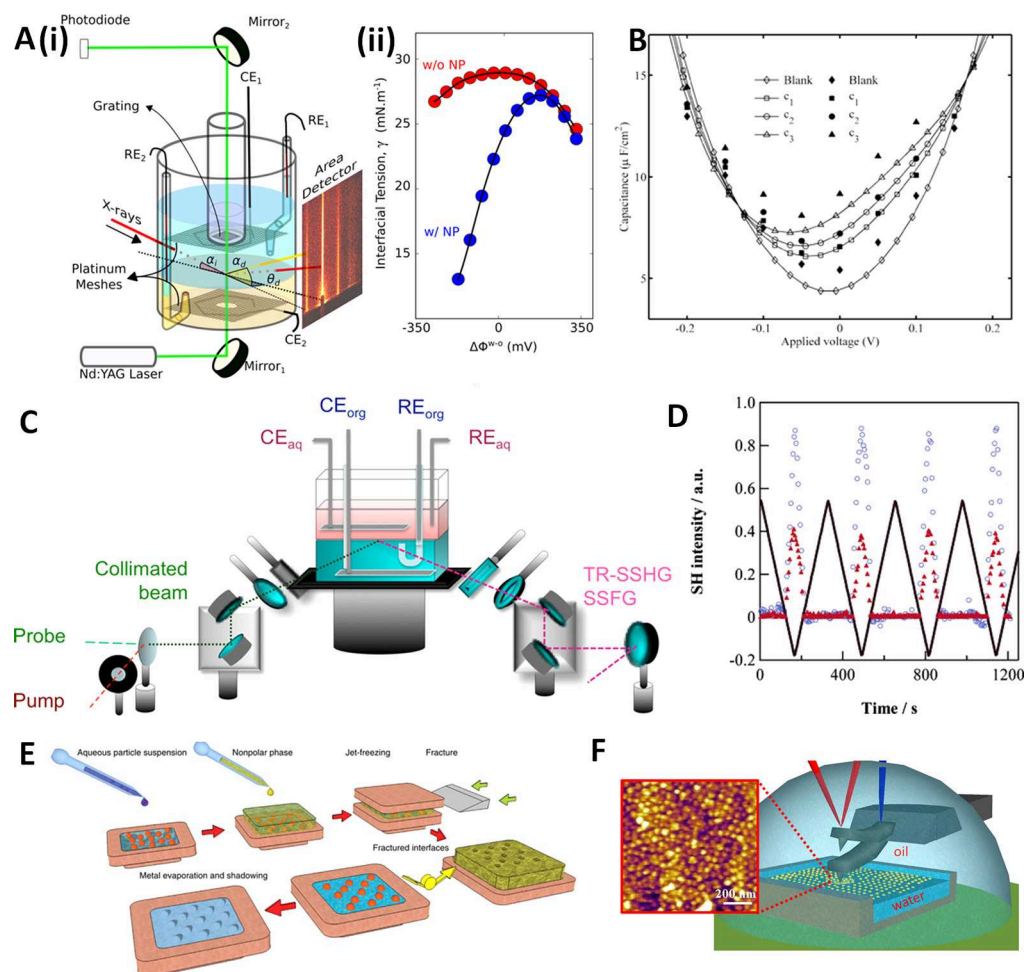 A(i)
Photodiode
Mirror2
CE1
Grating
RE1
RE2
Area
Detector
X-rays
αi
αd
θd
Platinum
Meshes
CE2
Nd:YAG Laser
Mirror1
(ii)
Interfacial Tension, γ (mN.m-1)
30
25
20
15
w/o NP
w/ NP
-350
0
350
ΔΦw-o (mV)
B
Capacitance (μ F/cm2)
15
10
5
Blank
c1
c2
c3
Blank
c1
c2
c3
-0.2
-0.1
0
0.1
0.2
Applied voltage (V)
C
CEorg
REorg
CEaq
REaq
Collimated
beam
Probe
Pump
TR-SSHG
SSFG
D
SH intensity / a.u.
1.0
0.8
0.6
0.4
0.2
0
-0.2
0
400
800
1200
Time / s
E
Aqueous particle suspension
Nonpolar phase
Jet-freezing
Fracture
Fractured interfaces
Metal evaporation and shadowing
F
200 nm
oil
water